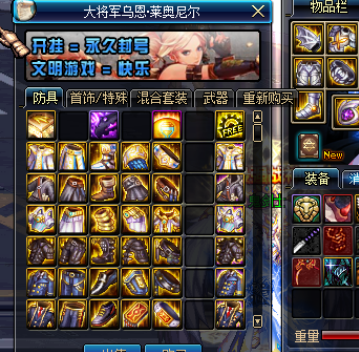 大将军乌恩·莱奥尼尔
物品栏
开挂 = 永久封号
文明游戏 = 快乐
防具 首饰/特殊 混合套装 武器 重新购买
FREE
New
装备
重量